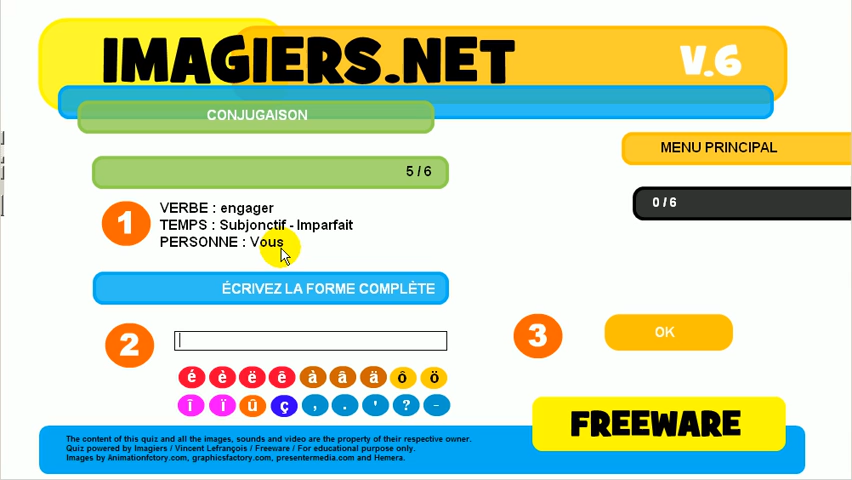 IMAGIERS.NET
V.6
CONJUGAISON
MENU PRINCIPAL
5 / 6
0 / 6
1
VERBE : engager
TEMPS : Subjonctif - Imparfait
PERSONNE : Vous
ÉCRIVEZ LA FORME COMPLÈTE
2
3
OK
é è ë ê à â ä ô ö
î ï û ç , . ' ? -
FREEWARE
The content of this quiz and all the images, sounds and video are the property of their respective owner.
Quiz powered by Imagiers / Vincent Lefrançois / Freeware / For educational purpose only.
Images by Animationfctory.com, graphicsfactory.com, presentermedia.com and Hemera.